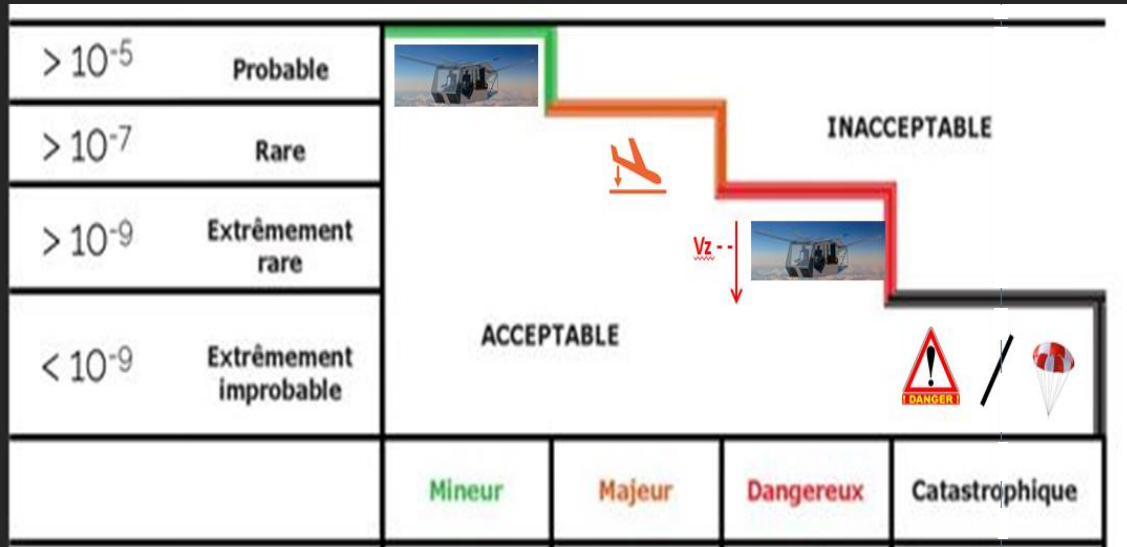 > 10⁻⁵ Probable
INACCEPTABLE
> 10⁻⁷ Rare
> 10⁻⁹ Extrêmement
rare
Vz
ACCEPTABLE
< 10⁻⁹ Extrêmement
improbable
! DANGER !
Mineur Majeur Dangereux Catastrophique